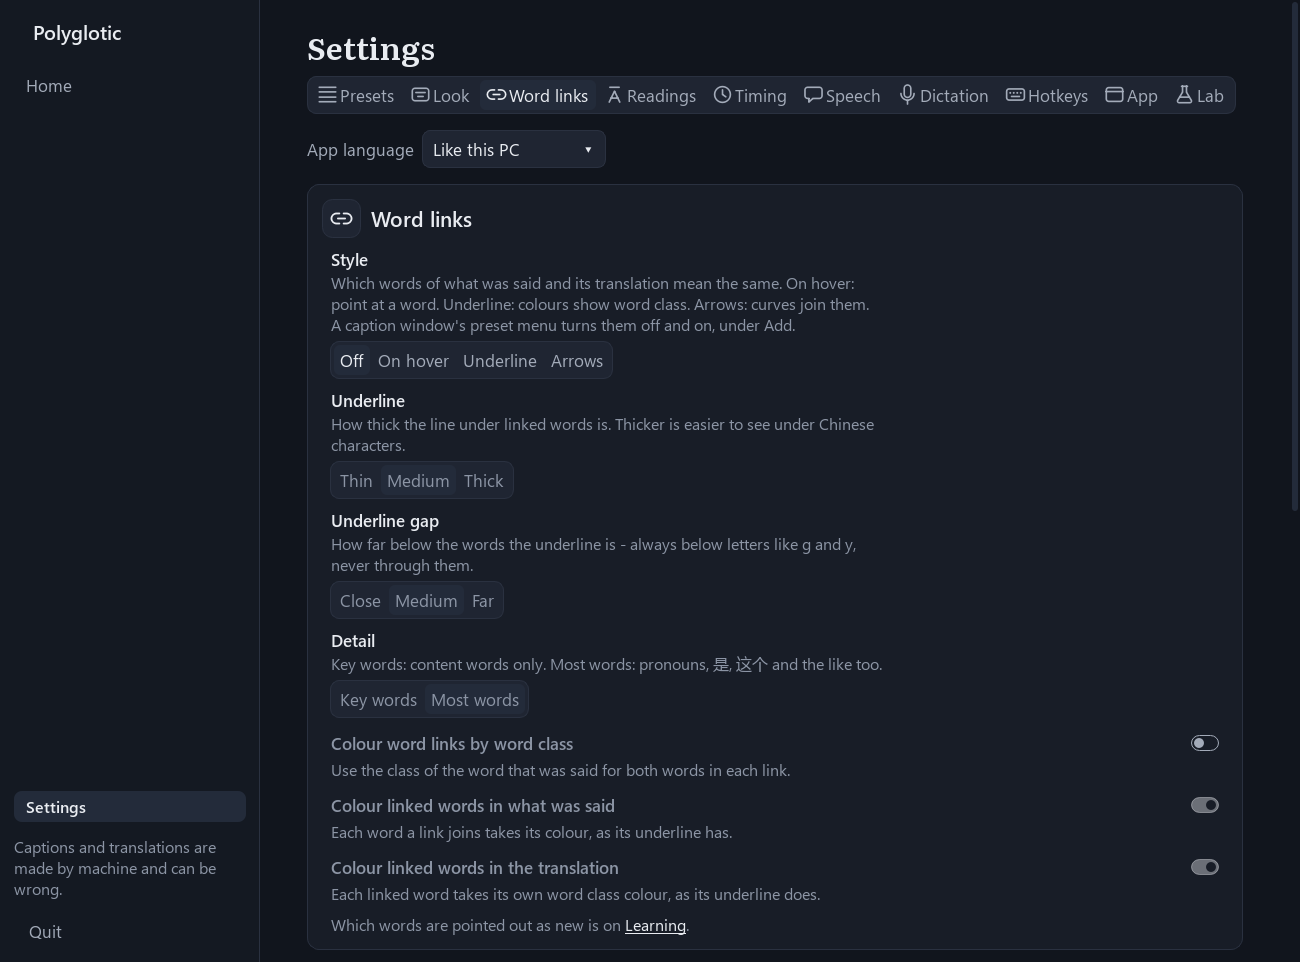 Polyglotic
Home
Settings
Presets Look Word links Readings Timing Speech Dictation Hotkeys App Lab
App language Like this PC
Word links
Style
Which words of what was said and its translation mean the same. On hover:
point at a word. Underline: colours show word class. Arrows: curves join them.
A caption window's preset menu turns them off and on, under Add.
Off On hover Underline Arrows
Underline
How thick the line under linked words is. Thicker is easier to see under Chinese
characters.
Thin Medium Thick
Underline gap
How far below the words the underline is - always below letters like g and y,
never through them.
Close Medium Far
Detail
Key words: content words only. Most words: pronouns, 是, 这个 and the like too.
Key words Most words
Colour word links by word class
Use the class of the word that was said for both words in each link.
Colour linked words in what was said
Each word a link joins takes its colour, as its underline has.
Colour linked words in the translation
Each linked word takes its own word class colour, as its underline does.
Which words are pointed out as new is on Learning.
Settings
Captions and translations are
made by machine and can be
wrong.
Quit